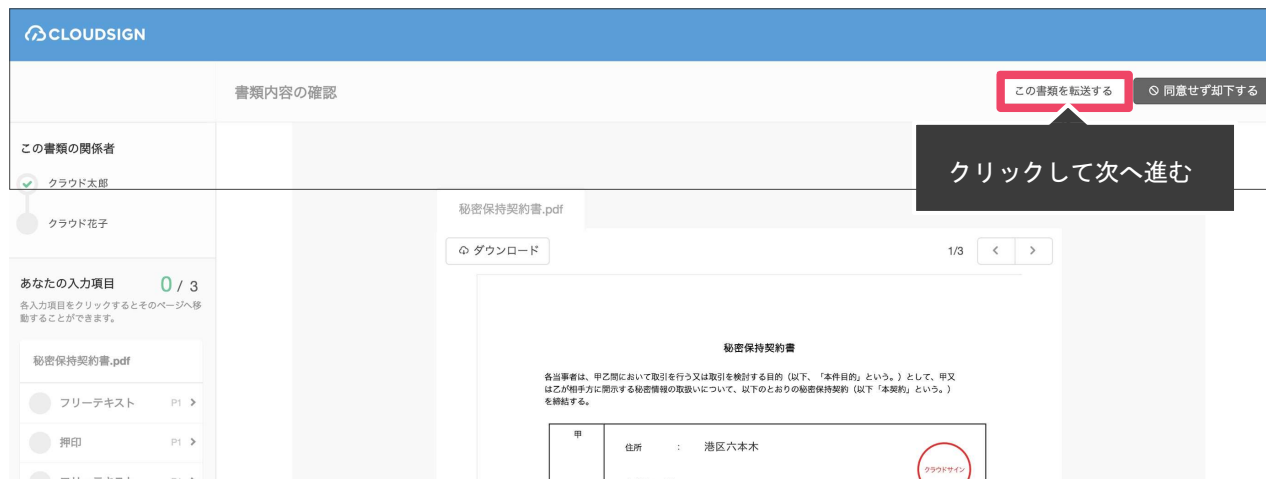 CLOUDSIGN
書類内容の確認
この書類を転送する
同意せず却下する
クリックして次へ進む
この書類の関係者
クラウド太郎
クラウド花子
あなたの入力項目 0 / 3
各入力項目をクリックするとそのページへ移
動することができます。
秘密保持契約書.pdf
フリーテキスト P1
押印 P1
秘密保持契約書.pdf
ダウンロード
1/3
秘密保持契約書
各当事者は、甲乙間において取引を行う又は取引を検討する目的（以下、「本件目的」という。）として、甲又
は乙が相手方に開示する秘密情報の取扱いについて、以下のとおりの秘密保持契約（以下「本契約」という。）
を締結する。
甲
住所 : 港区六本木
クラウドサイン